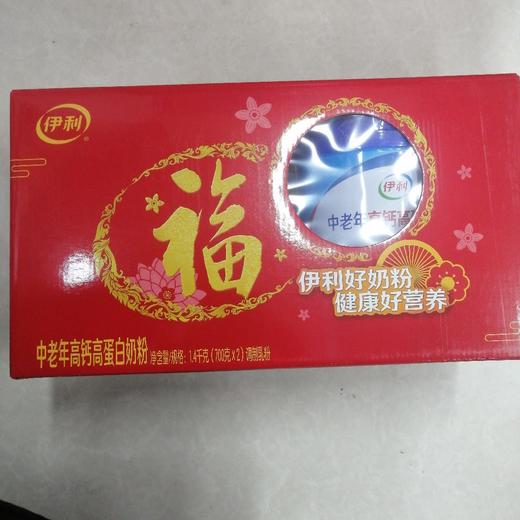 伊利
福
伊利
中老年高钙高
伊利好奶粉
健康好营养
中老年高钙高蛋白奶粉 净含量/规格：1.4千克（700克×2）调制乳粉